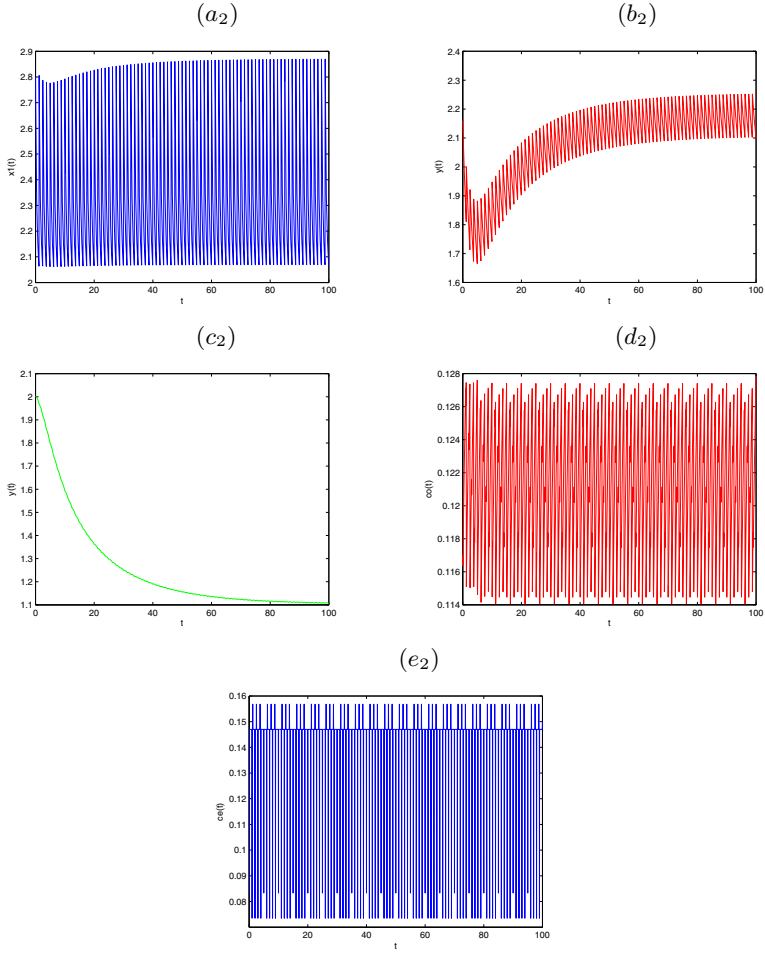 (a₂)
2.9
2.8
2.7
2.6
2.5
2.4
2.3
2.2
2.1
2
x1(t)
0 20 40 60 80 100
t
(b₂)
2.4
2.3
2.2
2.1
2
1.9
1.8
1.7
1.6
y(t)
0 20 40 60 80 100
t
(c₂)
2.1
2
1.9
1.8
1.7
1.6
1.5
1.4
1.3
1.2
1.1
y(t)
0 20 40 60 80 100
t
(d₂)
0.128
0.126
0.124
0.122
0.12
0.118
0.116
0.114
co(t)
0 20 40 60 80 100
t
(e₂)
0.16
0.15
0.14
0.13
0.12
0.11
0.1
0.09
0.08
ce(t)
0 20 40 60 80 100
t